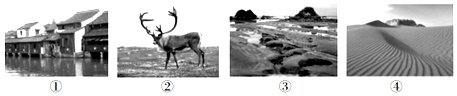 ① ② ③ ④